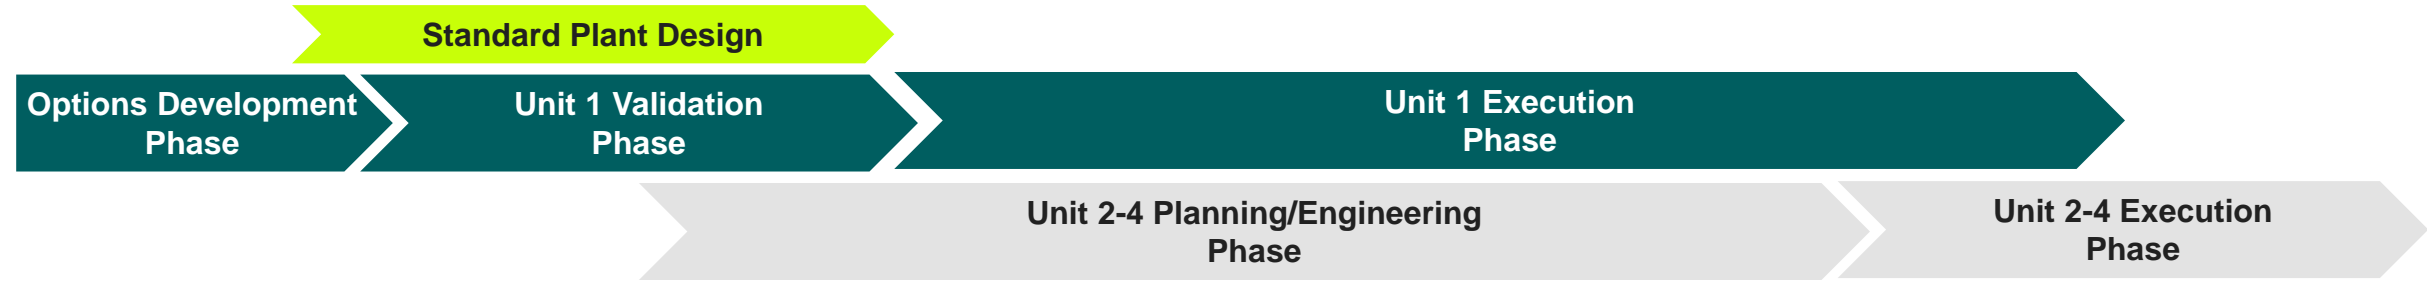 Standard Plant Design
Options Development
Phase
Unit 1 Validation
Phase
Unit 1 Execution
Phase
Unit 2-4 Planning/Engineering
Phase
Unit 2-4 Execution
Phase